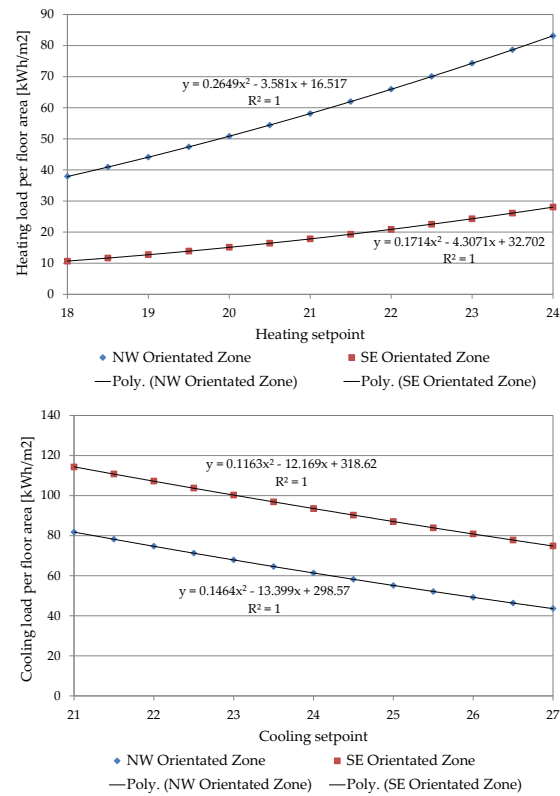 90
80
70
60
50
40
30
20
10
0
Heating load per floor area [kWh/m2]
y = 0.2649x² - 3.581x + 16.517
R² = 1
y = 0.1714x² - 4.3071x + 32.702
R² = 1
18 19 20 21 22 23 24
Heating setpoint
NW Orientated Zone SE Orientated Zone
Poly. (NW Orientated Zone) Poly. (SE Orientated Zone)
140
120
100
80
60
40
20
0
Cooling load per floor area [kWh/m2]
y = 0.1163x² - 12.169x + 318.62
R² = 1
y = 0.1464x² - 13.399x + 298.57
R² = 1
21 22 23 24 25 26 27
Cooling setpoint
NW Orientated Zone SE Orientated Zone
Poly. (NW Orientated Zone) Poly. (SE Orientated Zone)